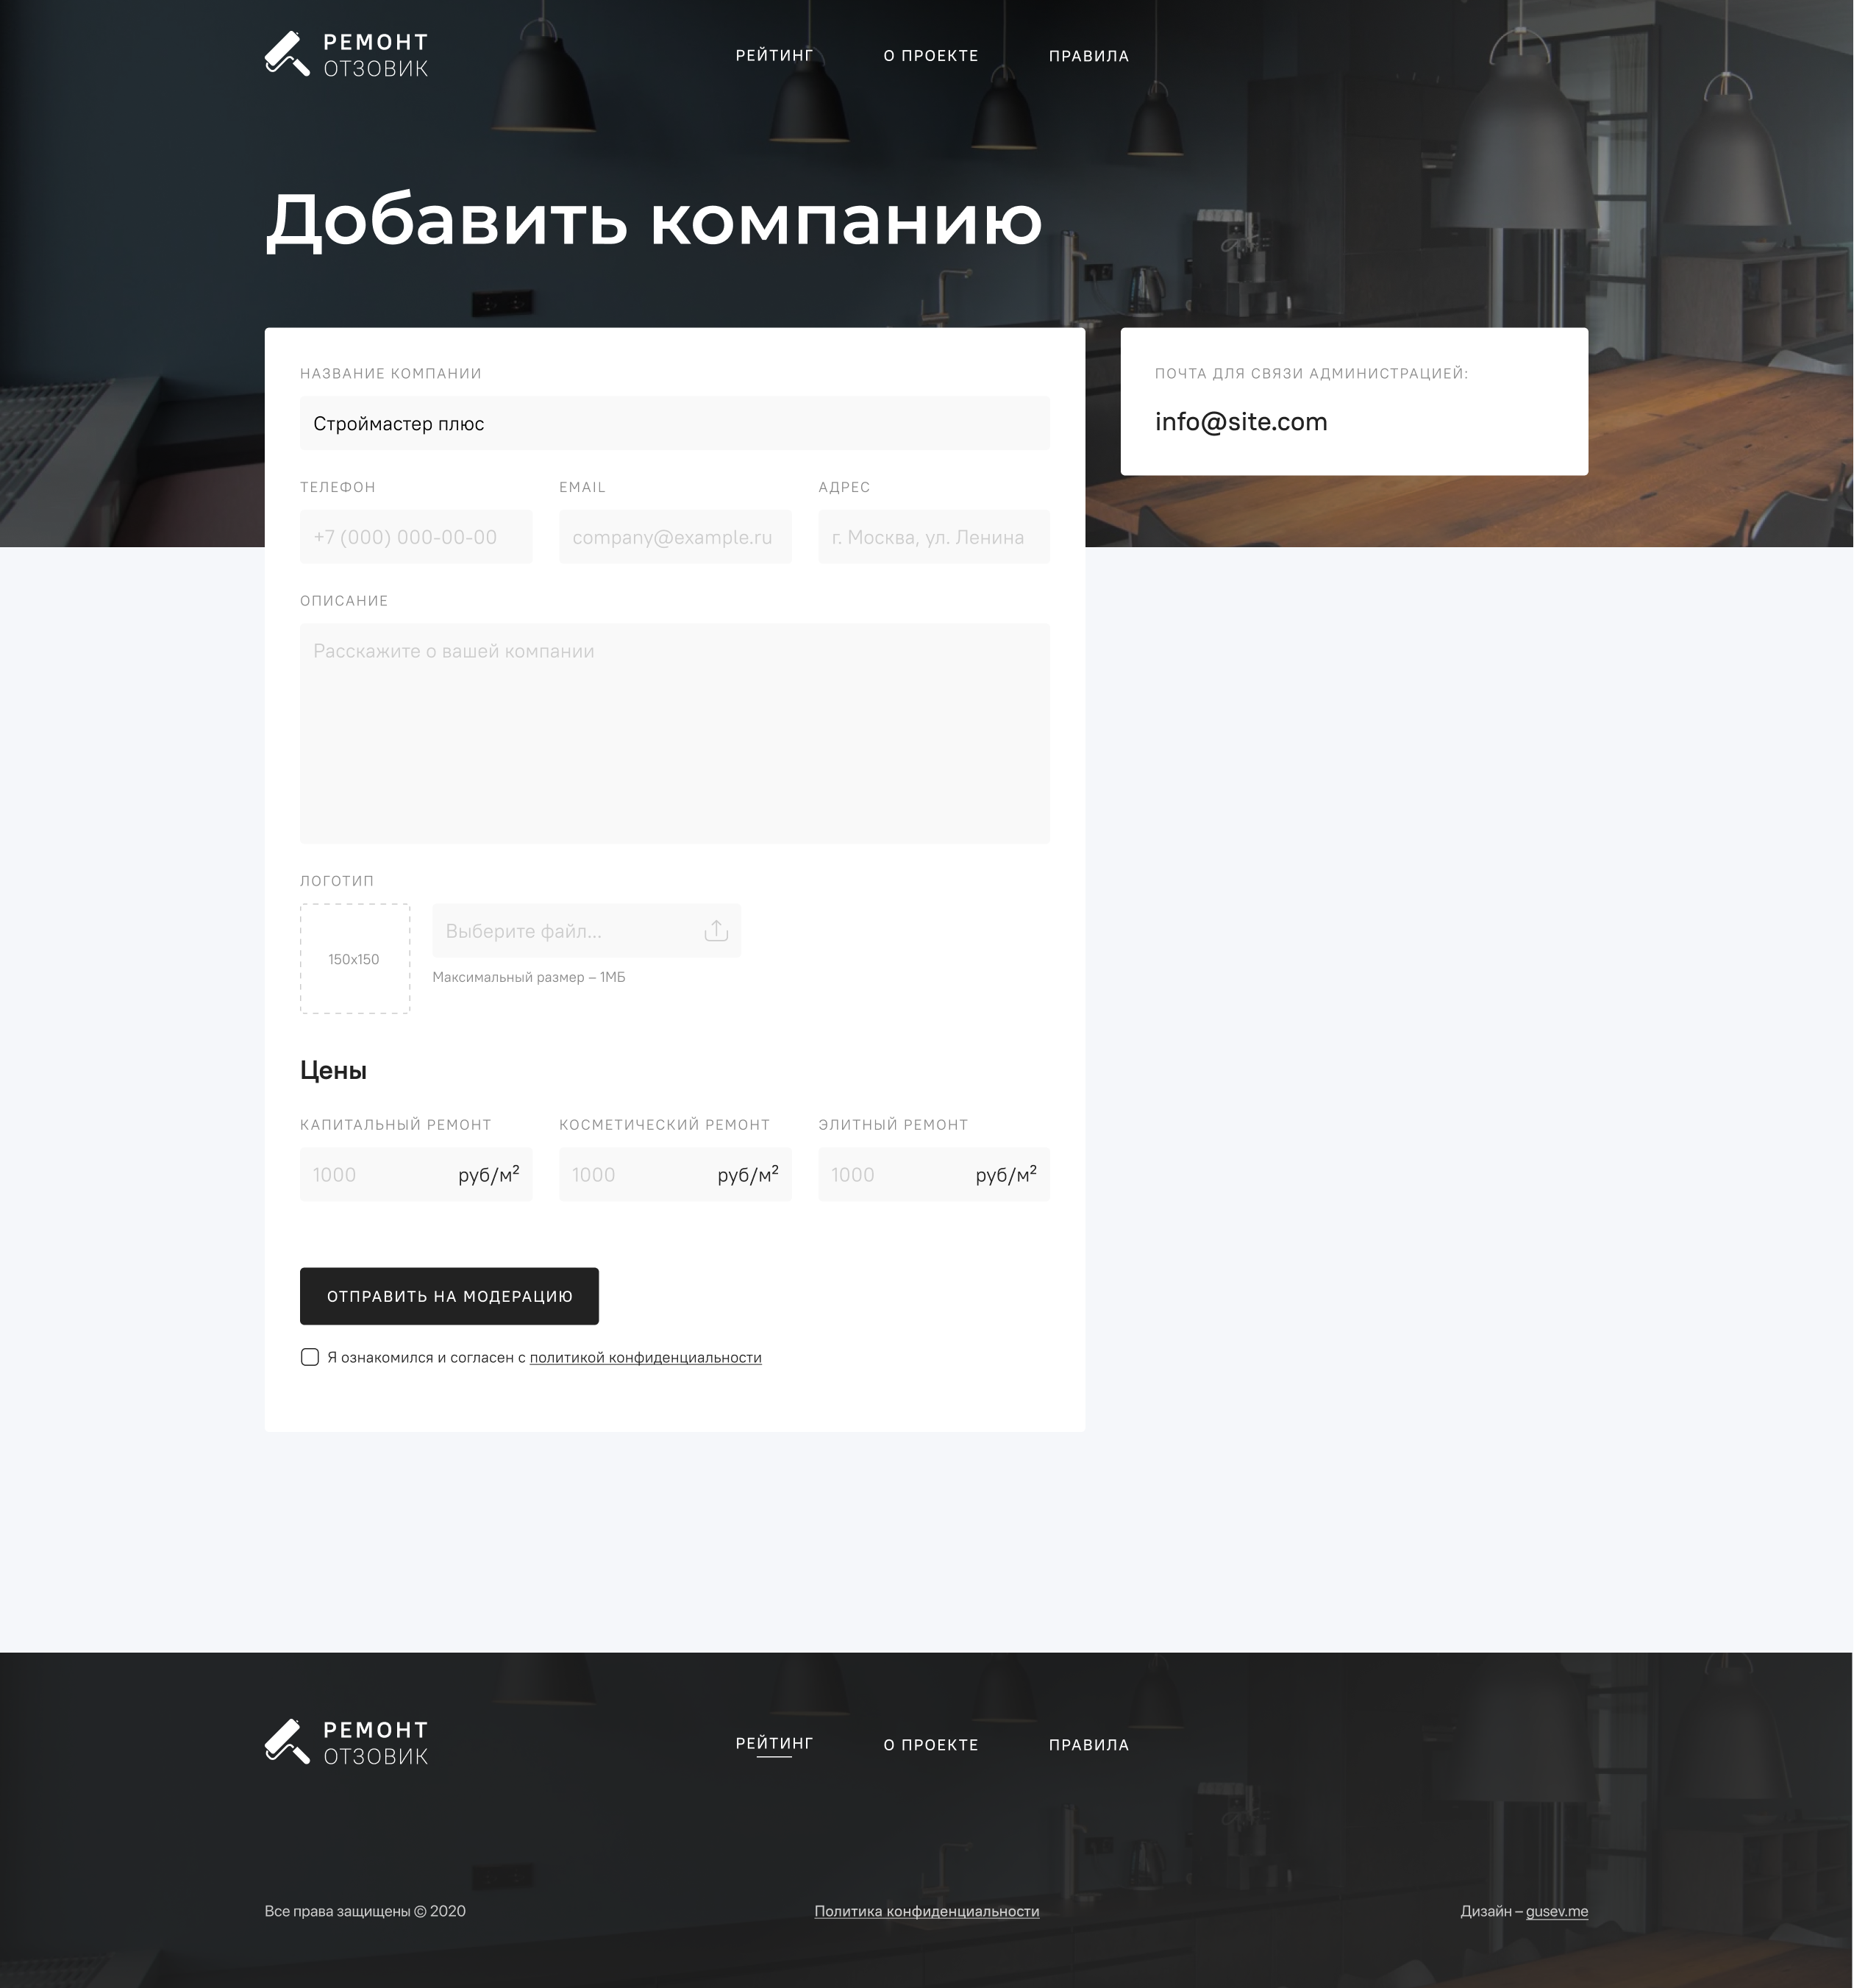 РЕМОНТ
ОТЗОВИК
РЕЙТИНГ
О ПРОЕКТЕ
ПРАВИЛА
Добавить компанию
НАЗВАНИЕ КОМПАНИИ
Строймастер плюс
ТЕЛЕФОН
EMAIL
АДРЕС
+7 (000) 000-00-00
company@example.ru
г. Москва, ул. Ленина
ОПИСАНИЕ
Расскажите о вашей компании
ЛОГОТИП
150x150
Выберите файл...
Максимальный размер – 1МБ
Цены
КАПИТАЛЬНЫЙ РЕМОНТ
КОСМЕТИЧЕСКИЙ РЕМОНТ
ЭЛИТНЫЙ РЕМОНТ
1000 руб/м²
1000 руб/м²
1000 руб/м²
ОТПРАВИТЬ НА МОДЕРАЦИЮ
Я ознакомился и согласен с политикой конфиденциальности
ПОЧТА ДЛЯ СВЯЗИ АДМИНИСТРАЦИЕЙ:
info@site.com
РЕМОНТ
ОТЗОВИК
РЕЙТИНГ
О ПРОЕКТЕ
ПРАВИЛА
Все права защищены © 2020
Политика конфиденциальности
Дизайн – gusev.me